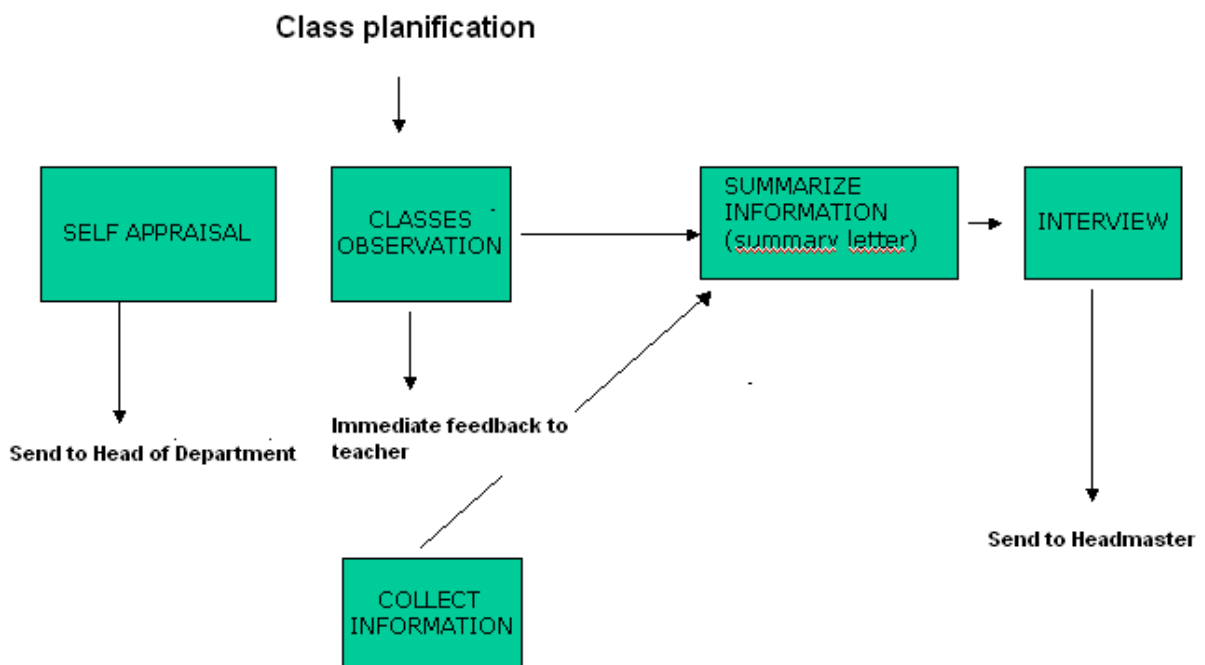 Class planification
SELF APPRAISAL
CLASSES
OBSERVATION
SUMMARIZE
INFORMATION
(summary letter)
INTERVIEW
Send to Head of Department
Immediate feedback to
teacher
Send to Headmaster
COLLECT
INFORMATION